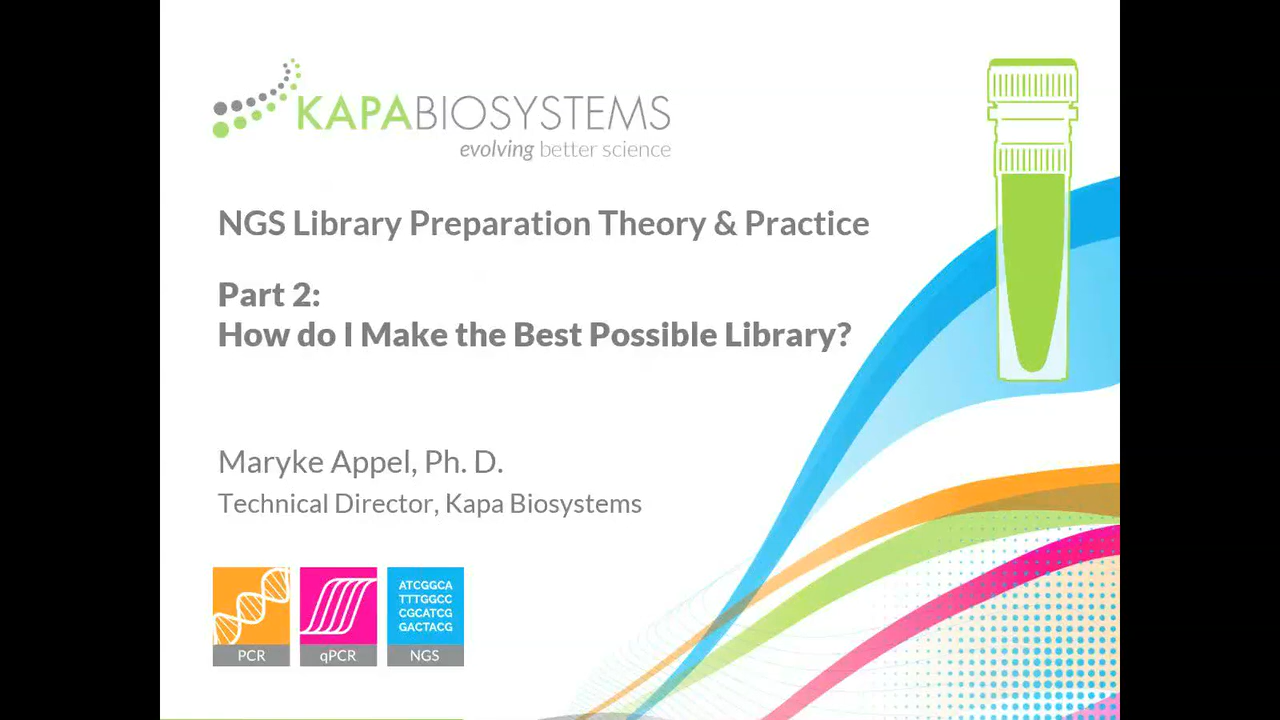 KAPABIOSYSTEMS
evolving better science
NGS Library Preparation Theory & Practice
Part 2:
How do I Make the Best Possible Library?
Maryke Appel, Ph. D.
Technical Director, Kapa Biosystems
ATCGGCA
TTTGGCC
CGCATCG
GACTACG
PCR
qPCR
NGS